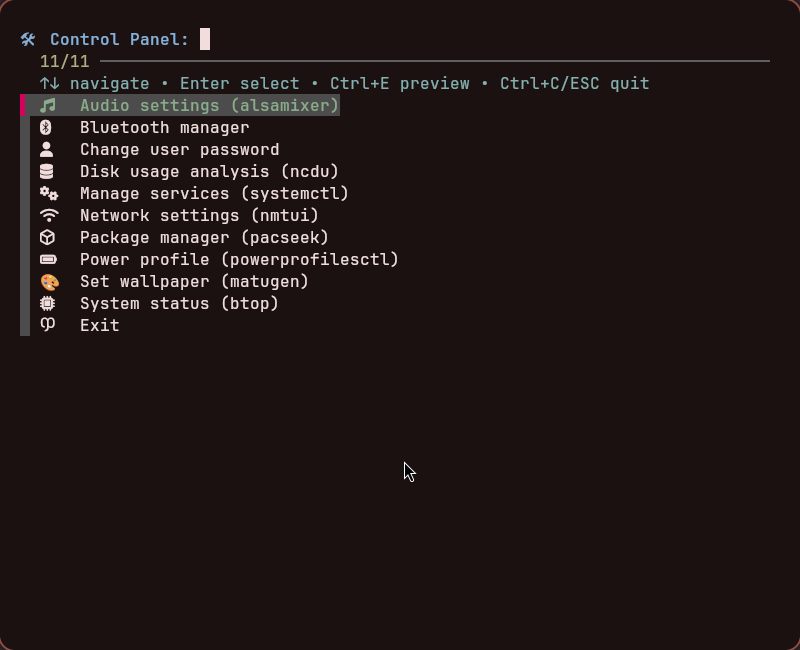 Control Panel:
11/11
↑↓ navigate • Enter select • Ctrl+E preview • Ctrl+C/ESC quit
Audio settings (alsamixer)
Bluetooth manager
Change user password
Disk usage analysis (ncdu)
Manage services (systemctl)
Network settings (nmtui)
Package manager (pacseek)
Power profile (powerprofilesctl)
Set wallpaper (matugen)
System status (btop)
Exit